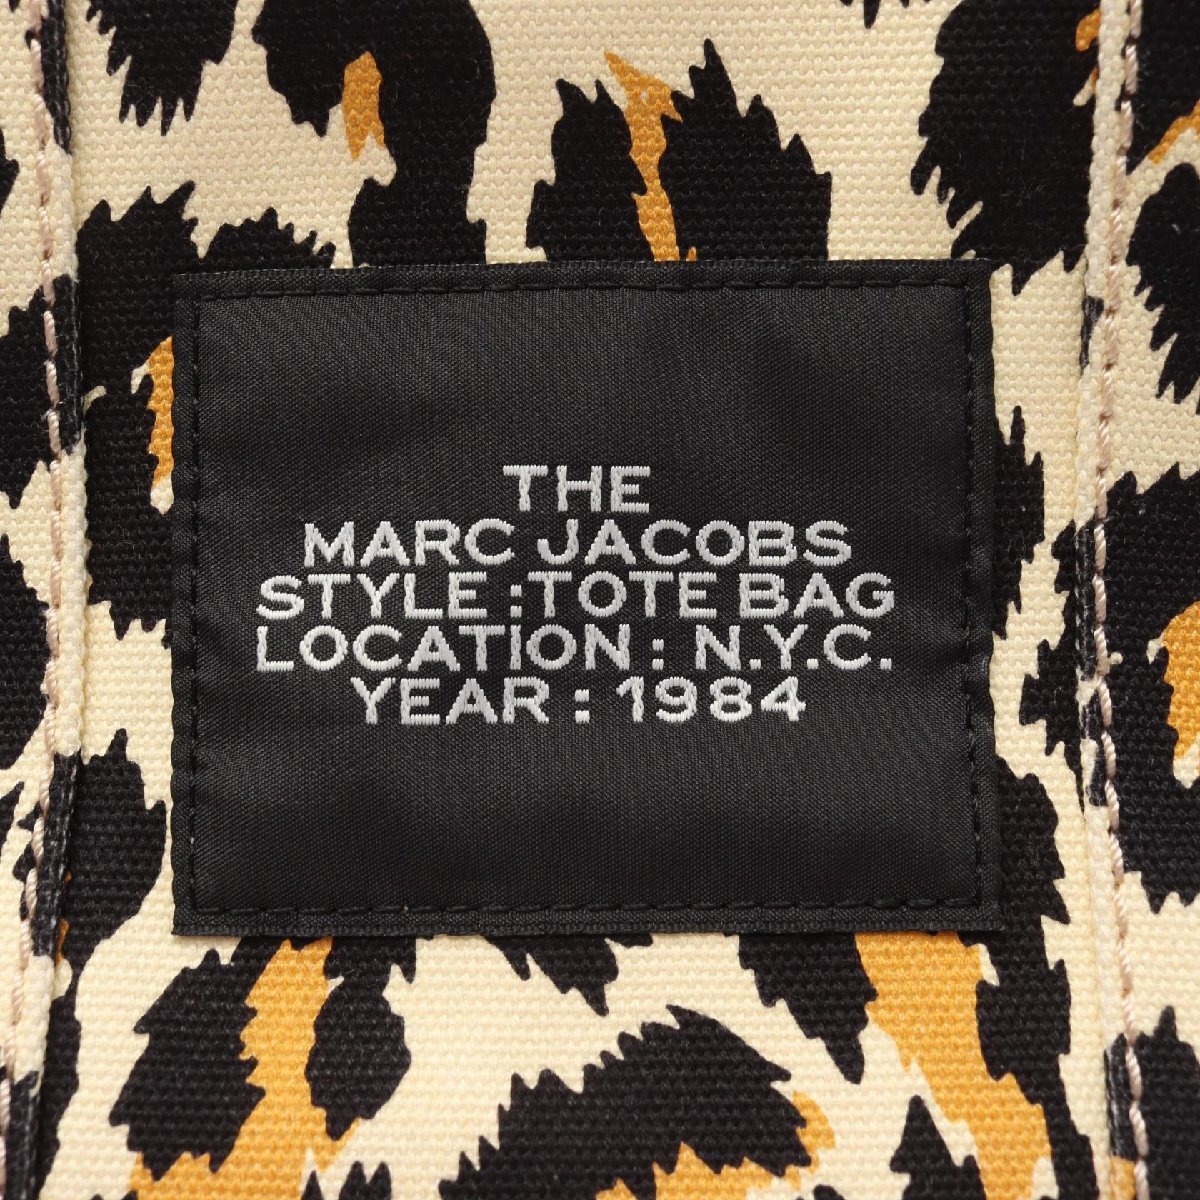 THE
MARC JACOBS
STYLE : TOTE BAG
LOCATION : N.Y.C.
YEAR : 1984